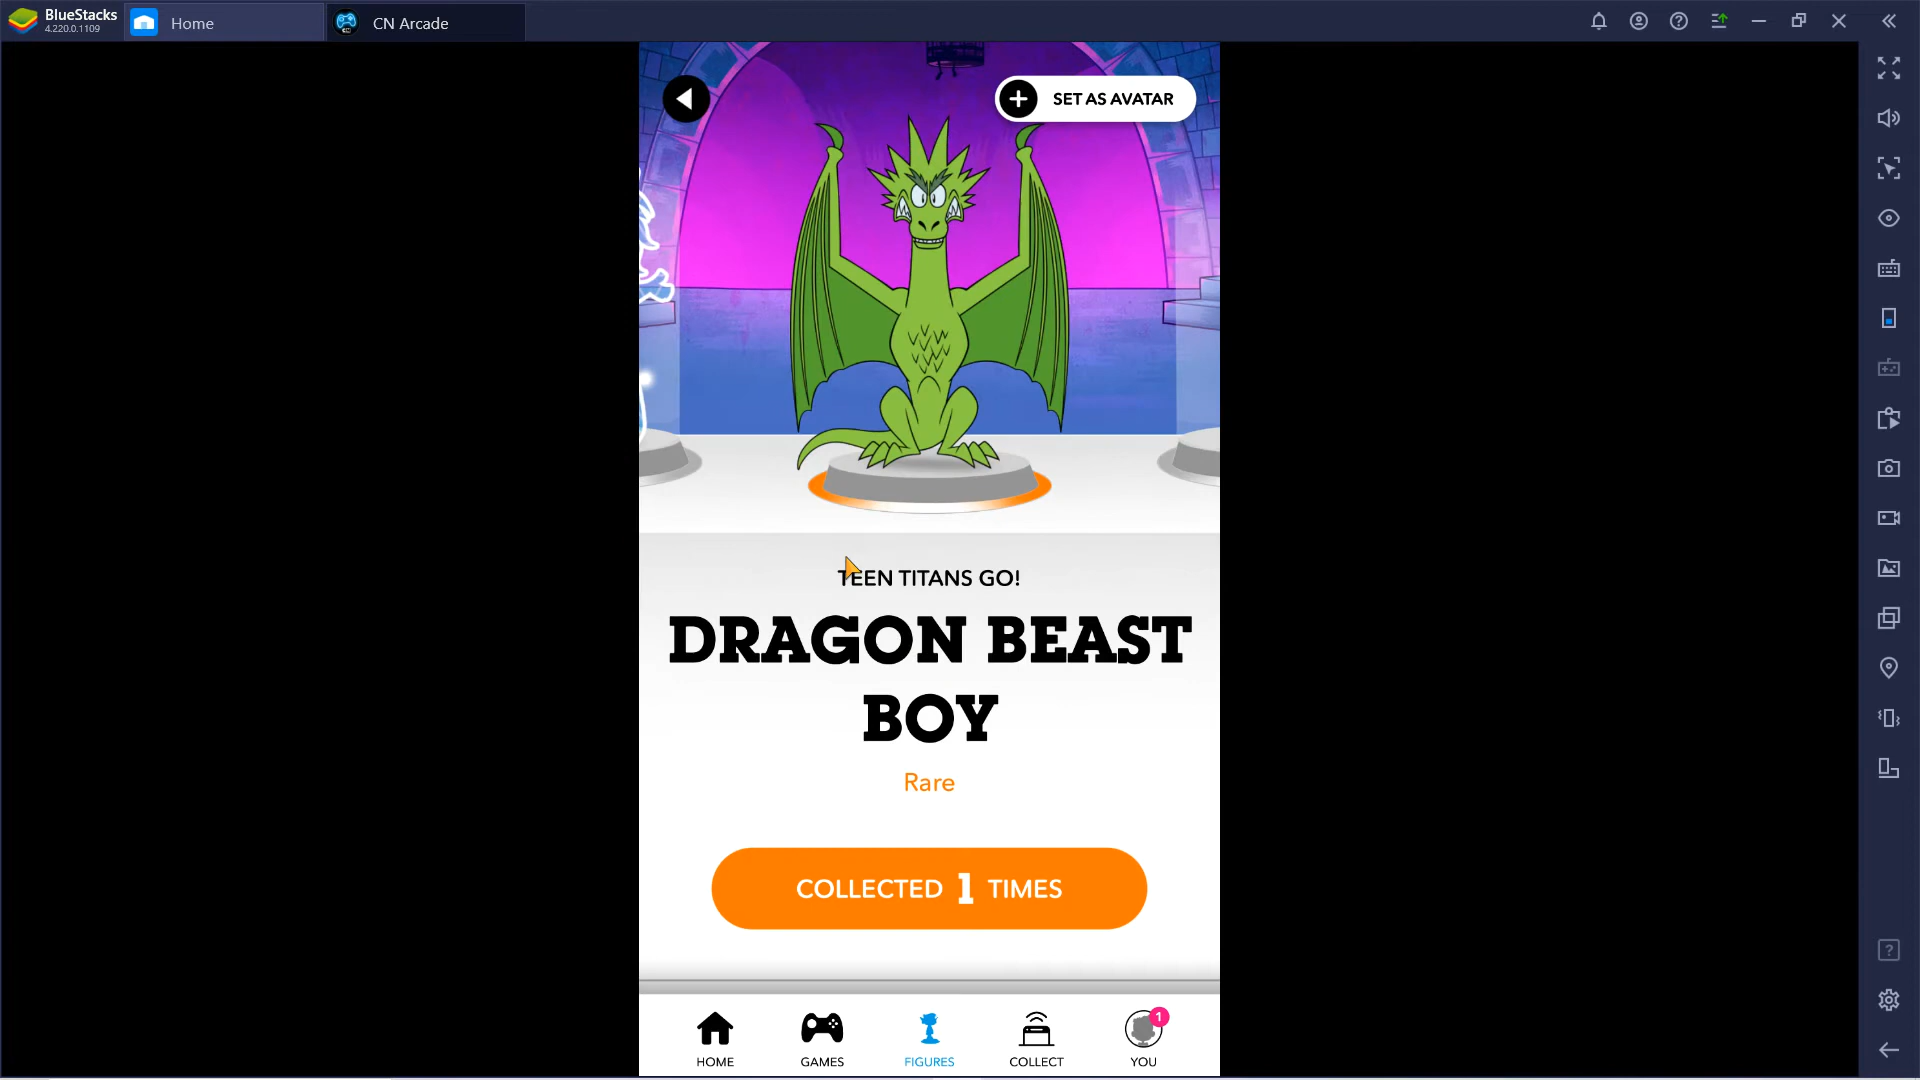 BlueStacks
4.220.0.1109
Home
CN Arcade
SET AS AVATAR
TEEN TITANS GO!
DRAGON BEAST
BOY
Rare
COLLECTED 1 TIMES
HOME
GAMES
FIGURES
COLLECT
1
YOU